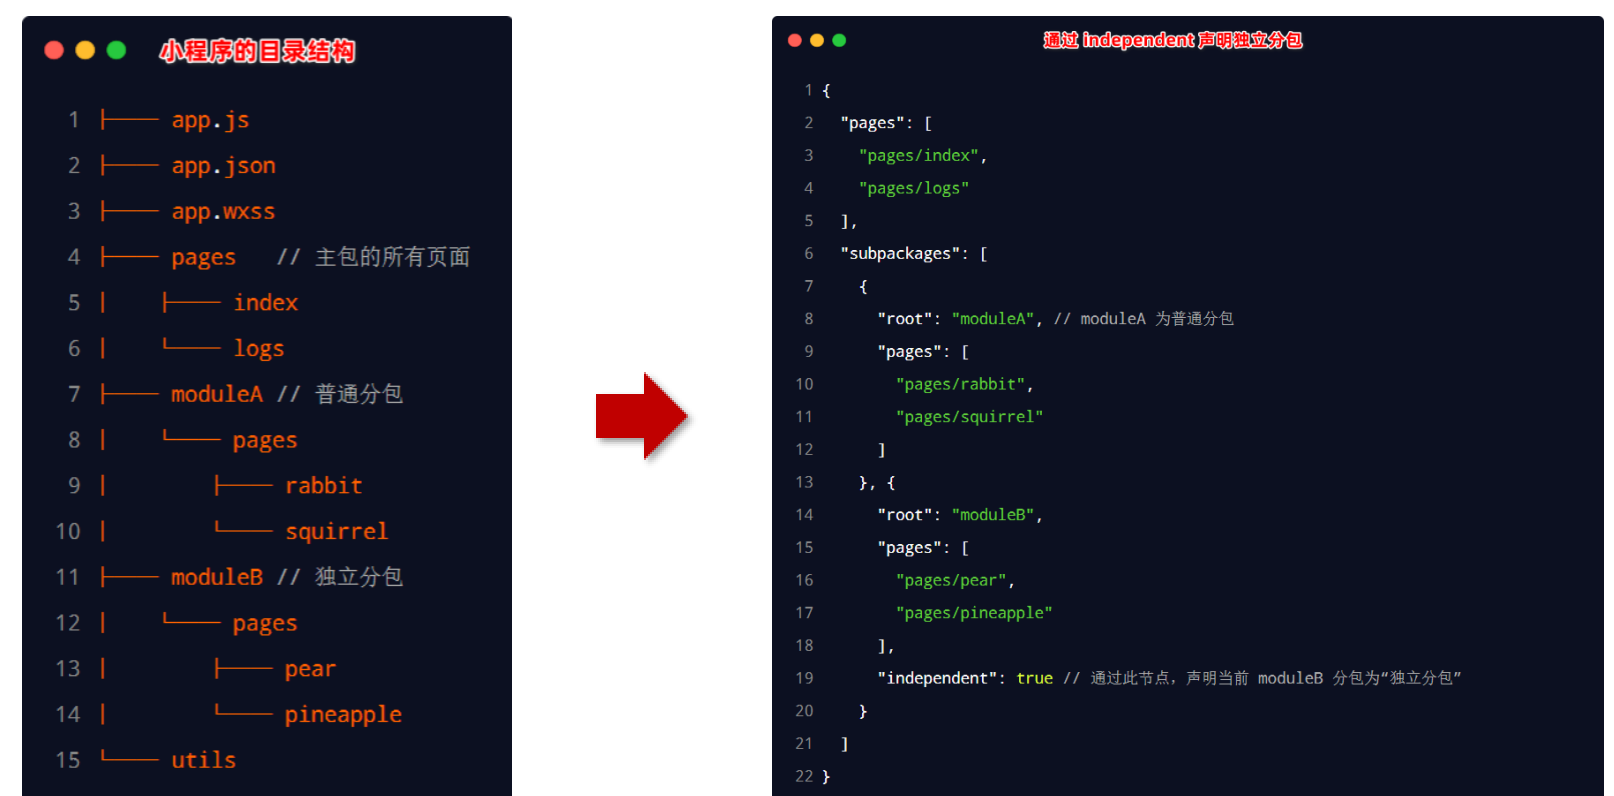 小程序的目录结构
1 ├── app.js
2 ├── app.json
3 ├── app.wxss
4 ├── pages // 主包的所有页面
5 │ ├── index
6 │ └── logs
7 ├── moduleA // 普通分包
8 │ └── pages
9 │ ├── rabbit
10 │ └── squirrel
11 ├── moduleB // 独立分包
12 │ └── pages
13 │ ├── pear
14 │ └── pineapple
15 └── utils
通过 independent 声明独立分包
1 {
2 "pages": [
3 "pages/index",
4 "pages/logs"
5 ],
6 "subpackages": [
7 {
8 "root": "moduleA", // moduleA 为普通分包
9 "pages": [
10 "pages/rabbit",
11 "pages/squirrel"
12 ]
13 }, {
14 "root": "moduleB",
15 "pages": [
16 "pages/pear",
17 "pages/pineapple"
18 ],
19 "independent": true // 通过此节点，声明当前 moduleB 分包为“独立分包”
20 }
21 ]
22 }